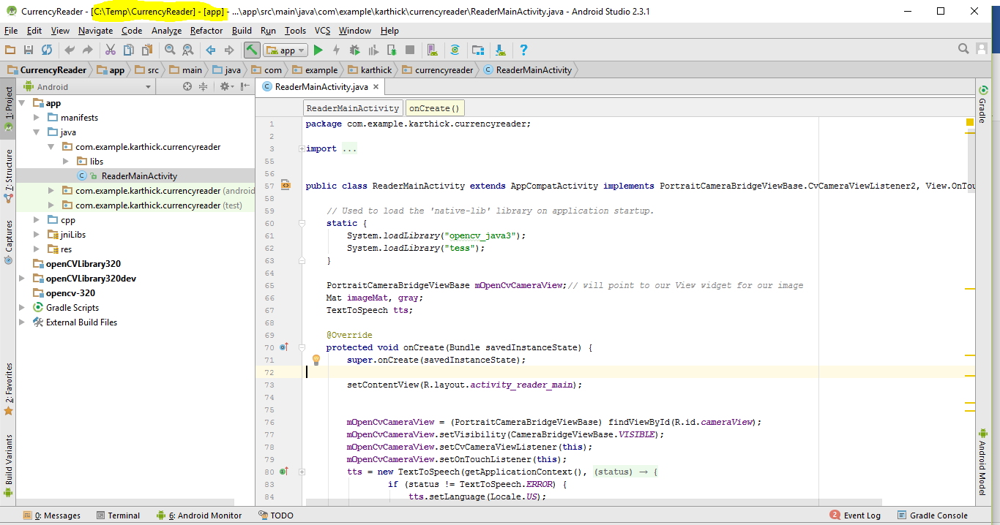 CurrencyReader - [C:\Temp\CurrencyReader] - [app] - ...\app\src\main\java\com\example\karthick\currencyreader\ReaderMainActivity.java - Android Studio 2.3.1
File Edit View Navigate Code Analyze Refactor Build Run Tools VCS Window Help
app
CurrencyReader app src main java com example karthick currencyreader ReaderMainActivity
1: Project
Z: Structure
Captures
2: Favorites
Build Variants
Android
app
manifests
java
com.example.karthick.currencyreader
libs
ReaderMainActivity
com.example.karthick.currencyreader (android
com.example.karthick.currencyreader (test)
cpp
jniLibs
res
openCVLibrary320
openCVLibrary320dev
opencv-320
Gradle Scripts
External Build Files
ReaderMainActivity.java
ReaderMainActivity onCreate()
1 package com.example.karthick.currencyreader;
2
3 import ...
55
56
57 public class ReaderMainActivity extends AppCompatActivity implements PortraitCameraBridgeViewBase.CvCameraViewListener2, View.OnTou
58
59 // Used to load the 'native-lib' library on application startup.
60 static {
61 System.loadLibrary("opencv_java3");
62 System.loadLibrary("tess");
63 }
64
65 PortraitCameraBridgeViewBase mOpenCvCameraView;// will point to our View widget for our image
66 Mat imageMat, gray;
67 TextToSpeech tts;
68
69 @Override
70 protected void onCreate(Bundle savedInstanceState) {
71 super.onCreate(savedInstanceState);
72
73 setContentView(R.layout.activity_reader_main);
74
75
76 mOpenCvCameraView = (PortraitCameraBridgeViewBase) findViewById(R.id.cameraView);
77 mOpenCvCameraView.setVisibility(CameraBridgeViewBase.VISIBLE);
78 mOpenCvCameraView.setCvCameraViewListener(this);
79 mOpenCvCameraView.setOnTouchListener(this);
80 tts = new TextToSpeech(getApplicationContext(), (status) → {
83 if (status != TextToSpeech.ERROR) {
84 tts.setLanguage(Locale.US);
Gradle
Android Model
0: Messages Terminal 6: Android Monitor TODO 2 Event Log Gradle Console